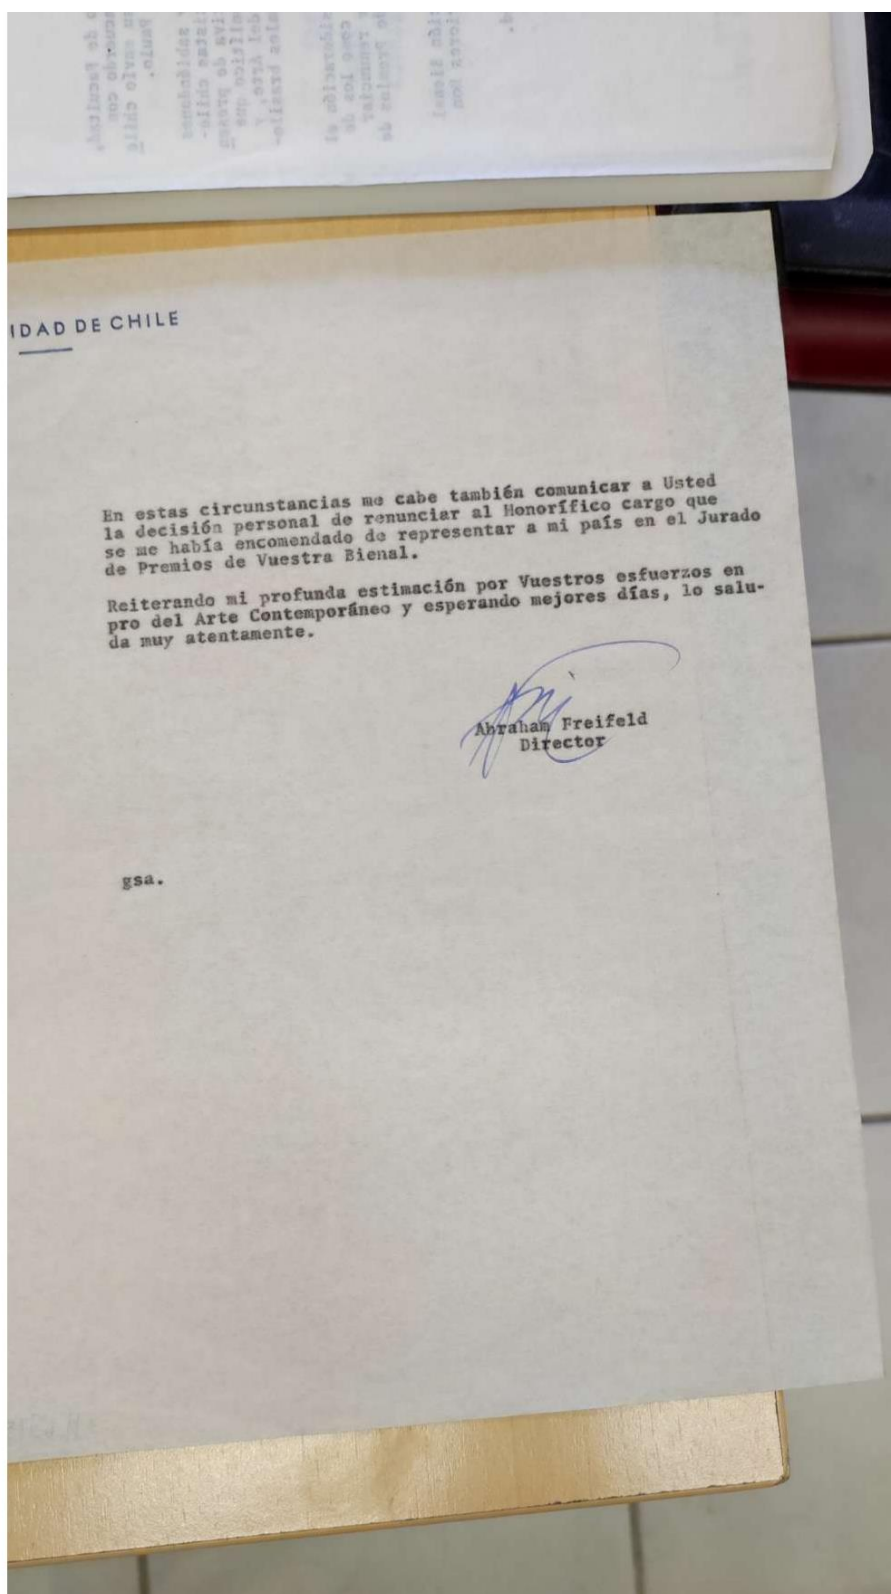 IDAD DE CHILE
En estas circunstancias me cabe también comunicar a Usted
la decisión personal de renunciar al Honorífico cargo que
se me había encomendado de representar a mi país en el Jurado
de Premios de Vuestra Bienal.
Reiterando mi profunda estimación por Vuestros esfuerzos en
pro del Arte Contemporáneo y esperando mejores días, lo salu-
da muy atentamente.
Abraham Freifeld
Director
gsa.